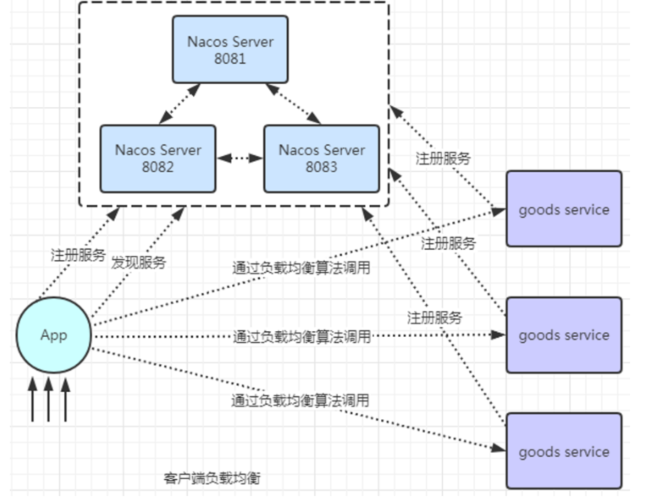 Nacos Server
8081
Nacos Server
8082
Nacos Server
8083
注册服务
goods service
注册服务
发现服务
注册服务
通过负载均衡算法调用
App
注册服务
通过负载均衡算法调用
goods service
通过负载均衡算法调用
goods service
客户端负载均衡